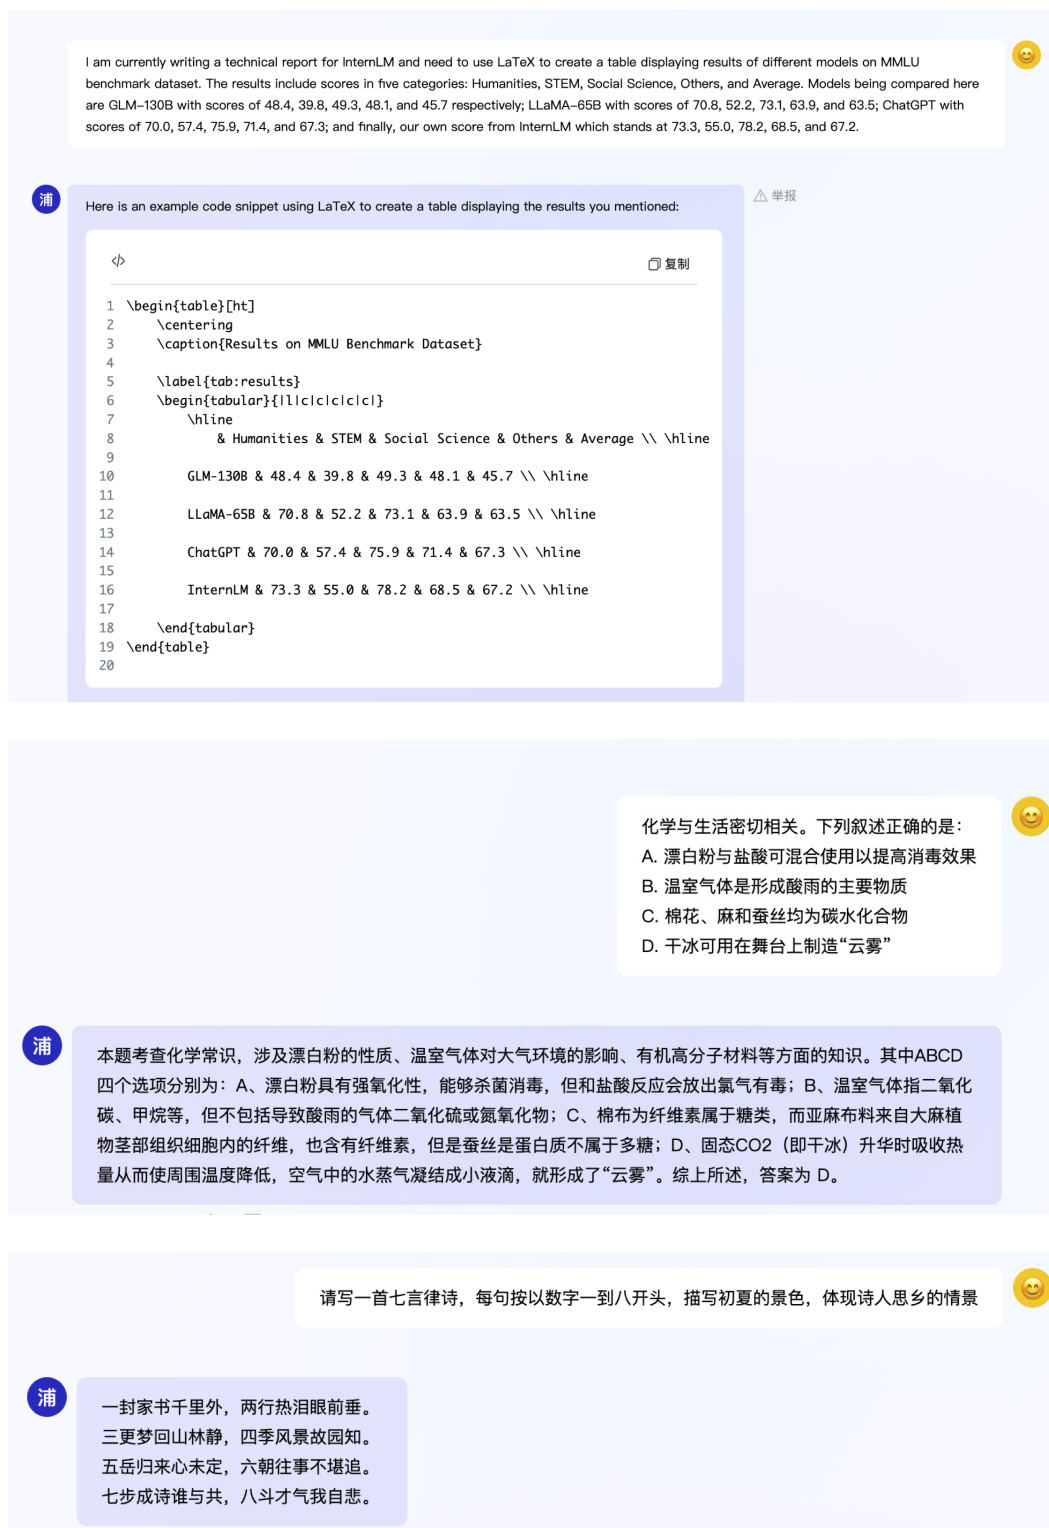 I am currently writing a technical report for InternLM and need to use LaTeX to create a table displaying results of different models on MMLU
benchmark dataset. The results include scores in five categories: Humanities, STEM, Social Science, Others, and Average. Models being compared here
are GLM-130B with scores of 48.4, 39.8, 49.3, 48.1, and 45.7 respectively; LLaMA-65B with scores of 70.8, 52.2, 73.1, 63.9, and 63.5; ChatGPT with
scores of 70.0, 57.4, 75.9, 71.4, and 67.3; and finally, our own score from InternLM which stands at 73.3, 55.0, 78.2, 68.5, and 67.2.
浦
Here is an example code snippet using LaTeX to create a table displaying the results you mentioned:
举报
</> 复制
1 \begin{table}[ht]
2 \centering
3 \caption{Results on MMLU Benchmark Dataset}
4
5 \label{tab:results}
6 \begin{tabular}{|l|c|c|c|c|c|}
7 \hline
8 & Humanities & STEM & Social Science & Others & Average \\ \hline
9
10 GLM-130B & 48.4 & 39.8 & 49.3 & 48.1 & 45.7 \\ \hline
11
12 LLaMA-65B & 70.8 & 52.2 & 73.1 & 63.9 & 63.5 \\ \hline
13
14 ChatGPT & 70.0 & 57.4 & 75.9 & 71.4 & 67.3 \\ \hline
15
16 InternLM & 73.3 & 55.0 & 78.2 & 68.5 & 67.2 \\ \hline
17
18 \end{tabular}
19 \end{table}
20
化学与生活密切相关。下列叙述正确的是：
A. 漂白粉与盐酸可混合使用以提高消毒效果
B. 温室气体是形成酸雨的主要物质
C. 棉花、麻和蚕丝均为碳水化合物
D. 干冰可用在舞台上制造“云雾”
浦
本题考查化学常识，涉及漂白粉的性质、温室气体对大气环境的影响、有机高分子材料等方面的知识。其中ABCD
四个选项分别为：A、漂白粉具有强氧化性，能够杀菌消毒，但和盐酸反应会放出氯气有毒；B、温室气体指二氧化
碳、甲烷等，但不包括导致酸雨的气体二氧化硫或氮氧化物；C、棉布为纤维素属于糖类，而亚麻布料来自大麻植
物茎部组织细胞内的纤维，也含有纤维素，但是蚕丝是蛋白质不属于多糖；D、固态CO2（即干冰）升华时吸收热
量从而使周围温度降低，空气中的水蒸气凝结成小液滴，就形成了“云雾”。综上所述，答案为 D。
请写一首七言律诗，每句按以数字一到八开头，描写初夏的景色，体现诗人思乡的情景
浦
一封家书千里外，两行热泪眼前垂。
三更梦回山林静，四季风景故园知。
五岳归来心未定，六朝往事不堪追。
七步成诗谁与共，八斗才气我自悲。